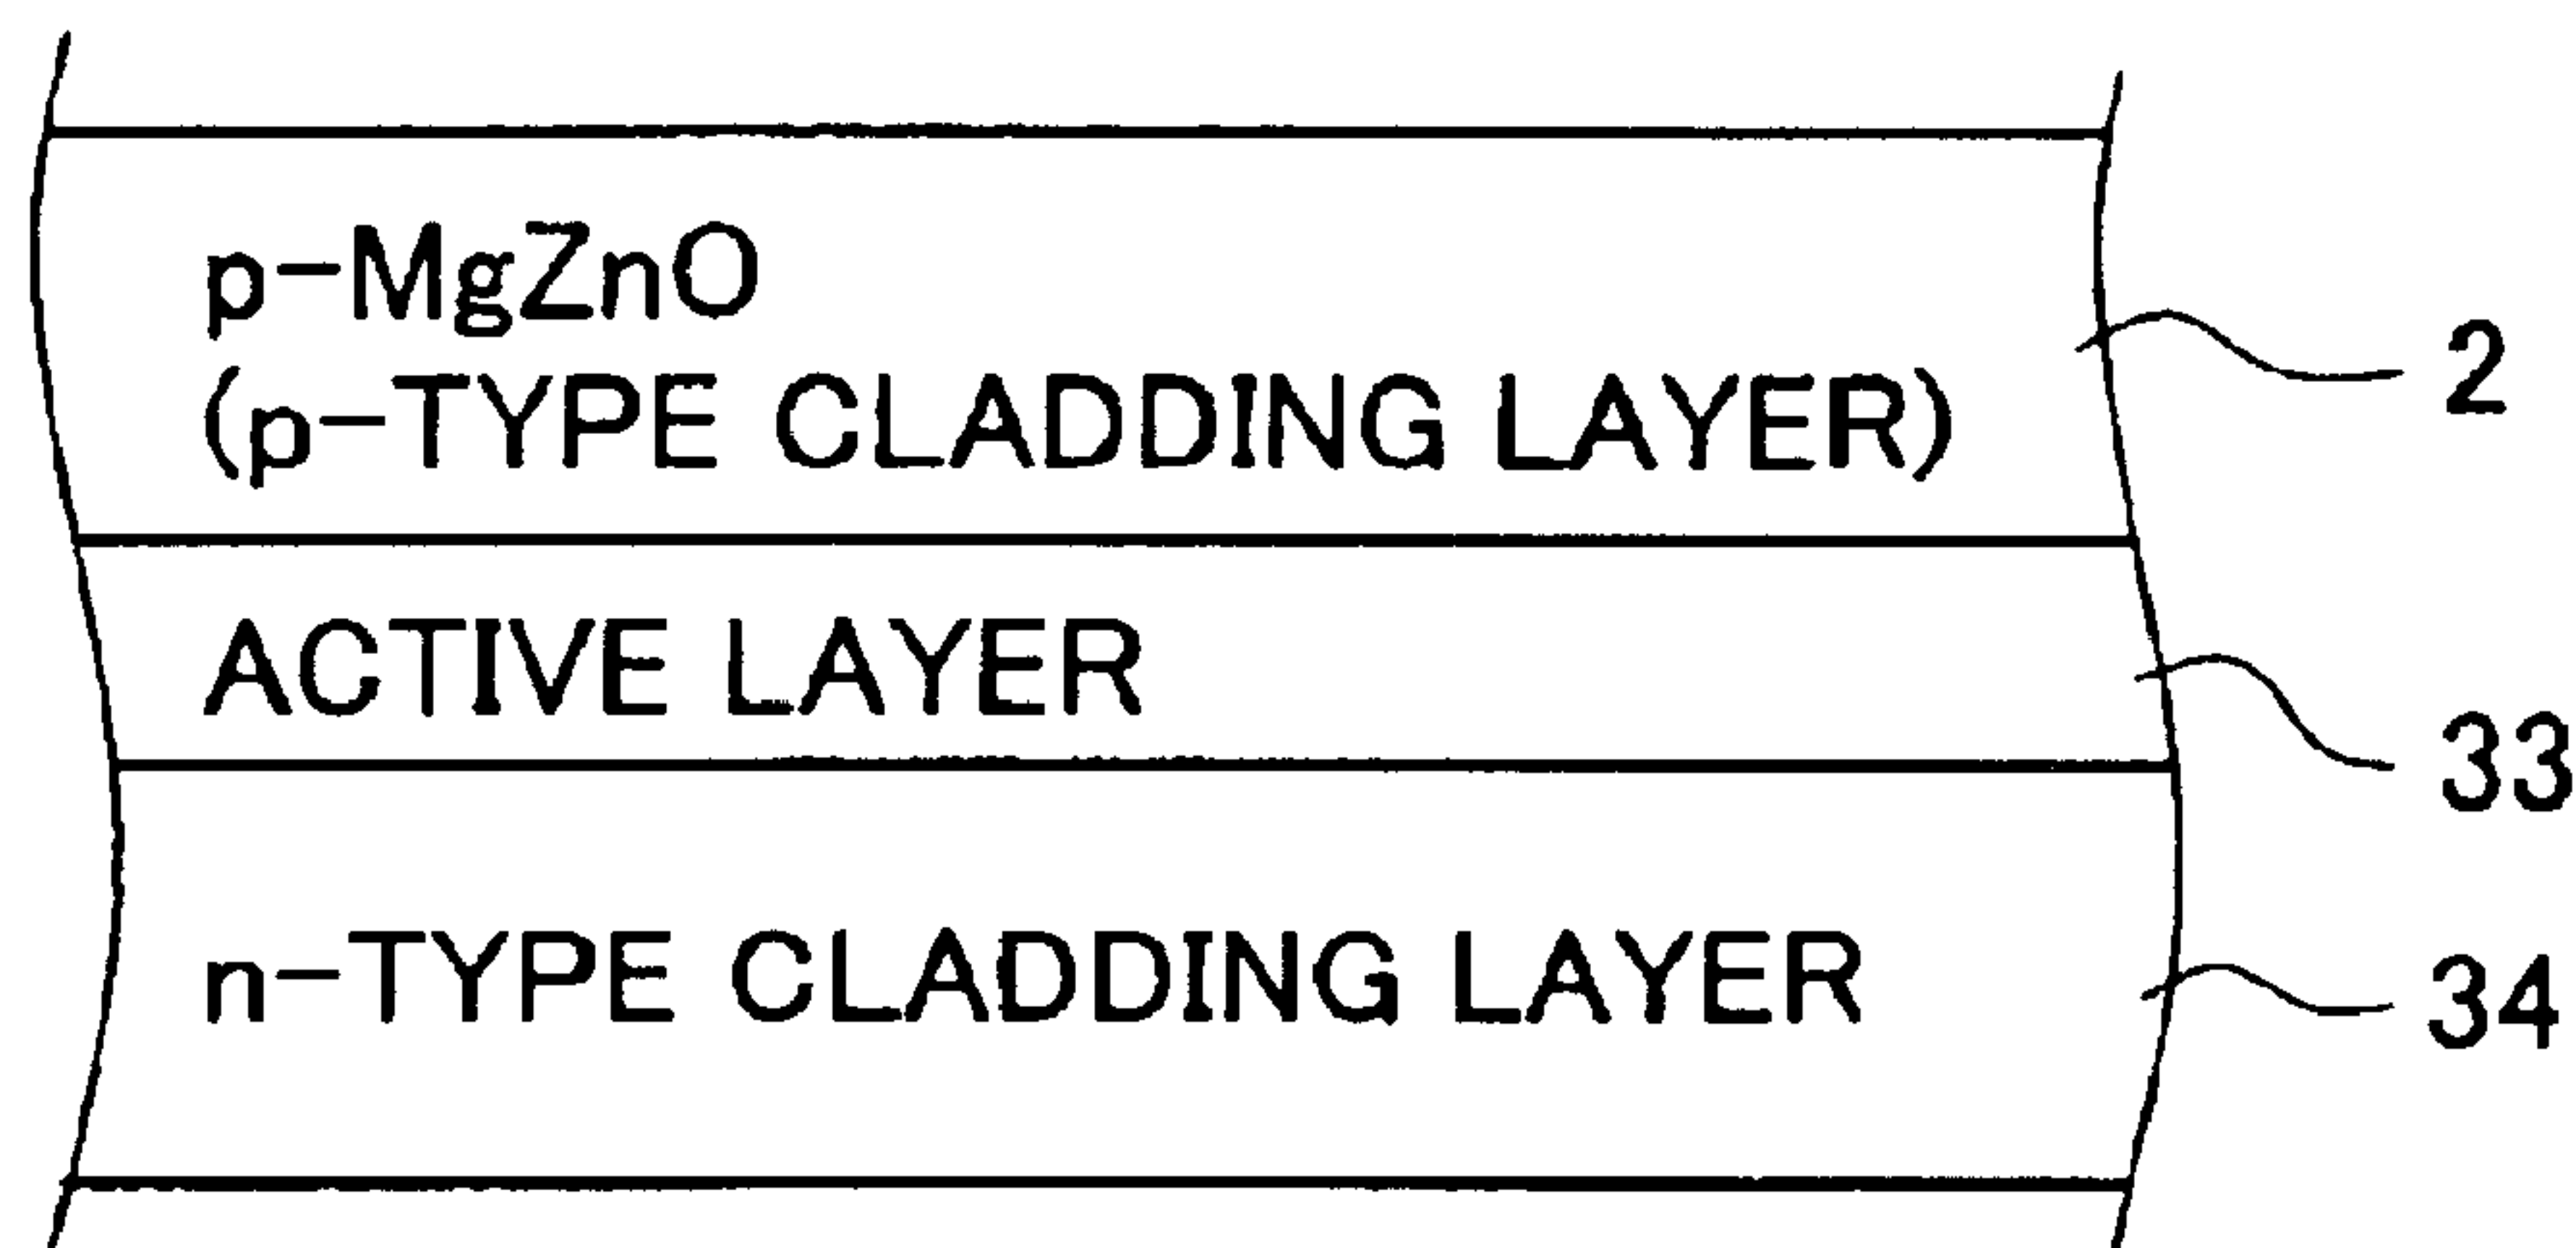 p-MgZnO
(p-TYPE CLADDING LAYER)
2
ACTIVE LAYER
33
n-TYPE CLADDING LAYER
34